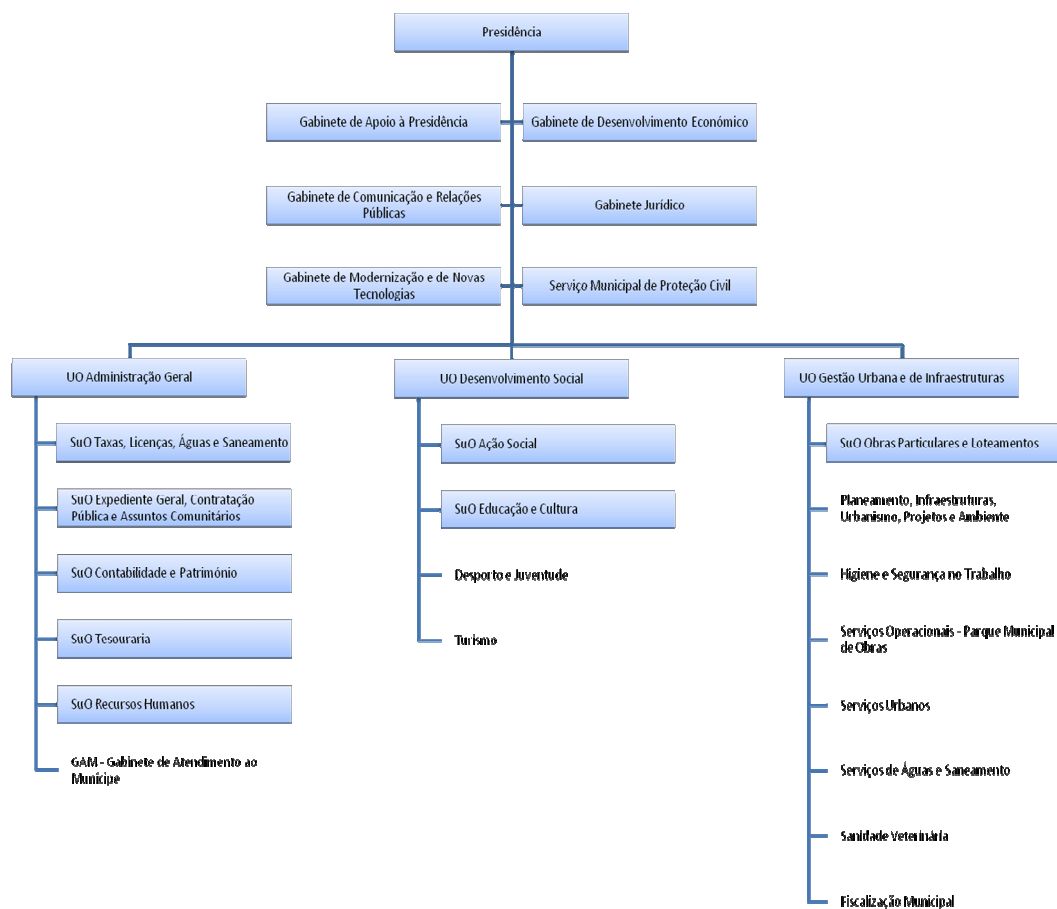 Presidência
Gabinete de Apoio à Presidência
Gabinete de Desenvolvimento Económico
Gabinete de Comunicação e Relações
Públicas
Gabinete Jurídico
Gabinete de Modernização e de Novas
Tecnologias
Serviço Municipal de Proteção Civil
UO Administração Geral
SuO Taxas, Licenças, Águas e Saneamento
SuO Expediente Geral, Contratação
Pública e Assuntos Comunitários
SuO Contabilidade e Património
SuO Tesouraria
SuO Recursos Humanos
GAM - Gabinete de Atendimento ao
Munícipe
UO Desenvolvimento Social
SuO Ação Social
SuO Educação e Cultura
Desporto e Juventude
Turismo
UO Gestão Urbana e de Infraestruturas
SuO Obras Particulares e Loteamentos
Planeamento, Infraestruturas,
Urbanismo, Projetos e Ambiente
Higiene e Segurança no Trabalho
Serviços Operacionais - Parque Municipal
de Obras
Serviços Urbanos
Serviços de Águas e Saneamento
Sanidade Veterinária
Fiscalização Municipal